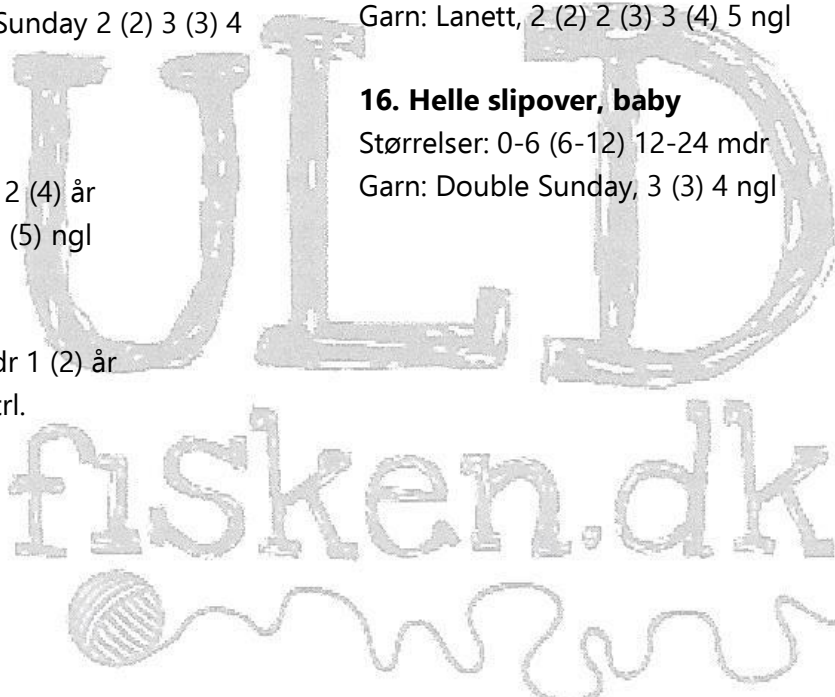 Sunday 2 (2) 3 (3) 4
2 (4) år
(5) ngl
dr 1 (2) år
rl.
Garn: Lanett, 2 (2) 2 (3) 3 (4) 5 ngl
16. Helle slipover, baby
Størrelser: 0-6 (6-12) 12-24 mdr
Garn: Double Sunday, 3 (3) 4 ngl
ULD
fisken.dk